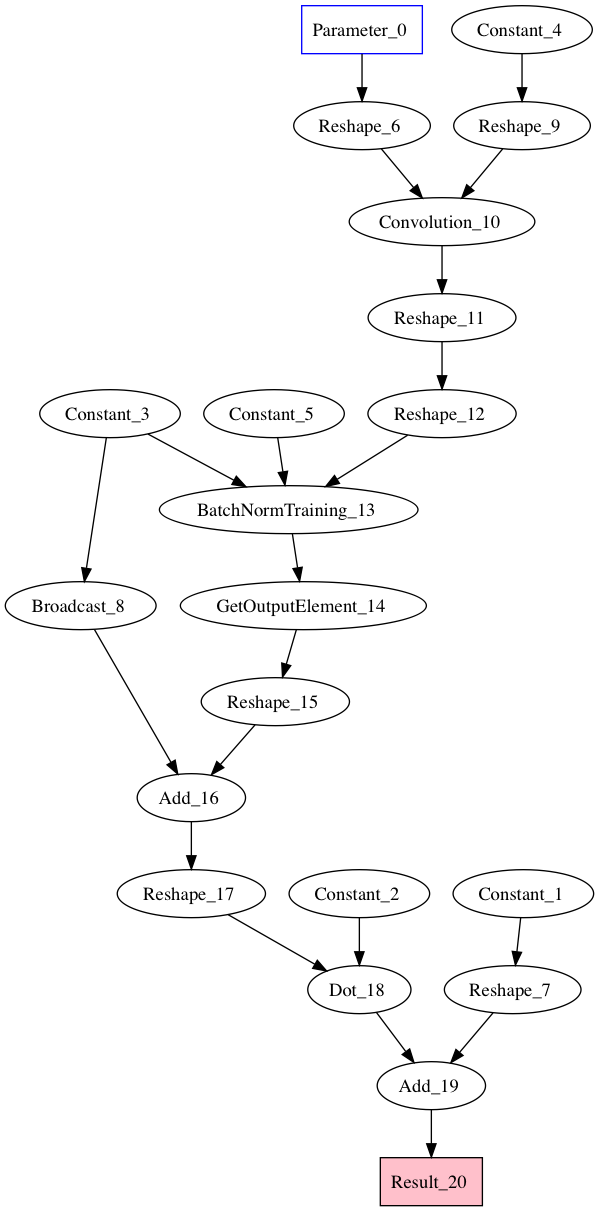 Parameter_0
Constant_4
Reshape_6
Reshape_9
Convolution_10
Reshape_11
Constant_3
Constant_5
Reshape_12
BatchNormTraining_13
Broadcast_8
GetOutputElement_14
Reshape_15
Add_16
Reshape_17
Constant_2
Constant_1
Dot_18
Reshape_7
Add_19
Result_20